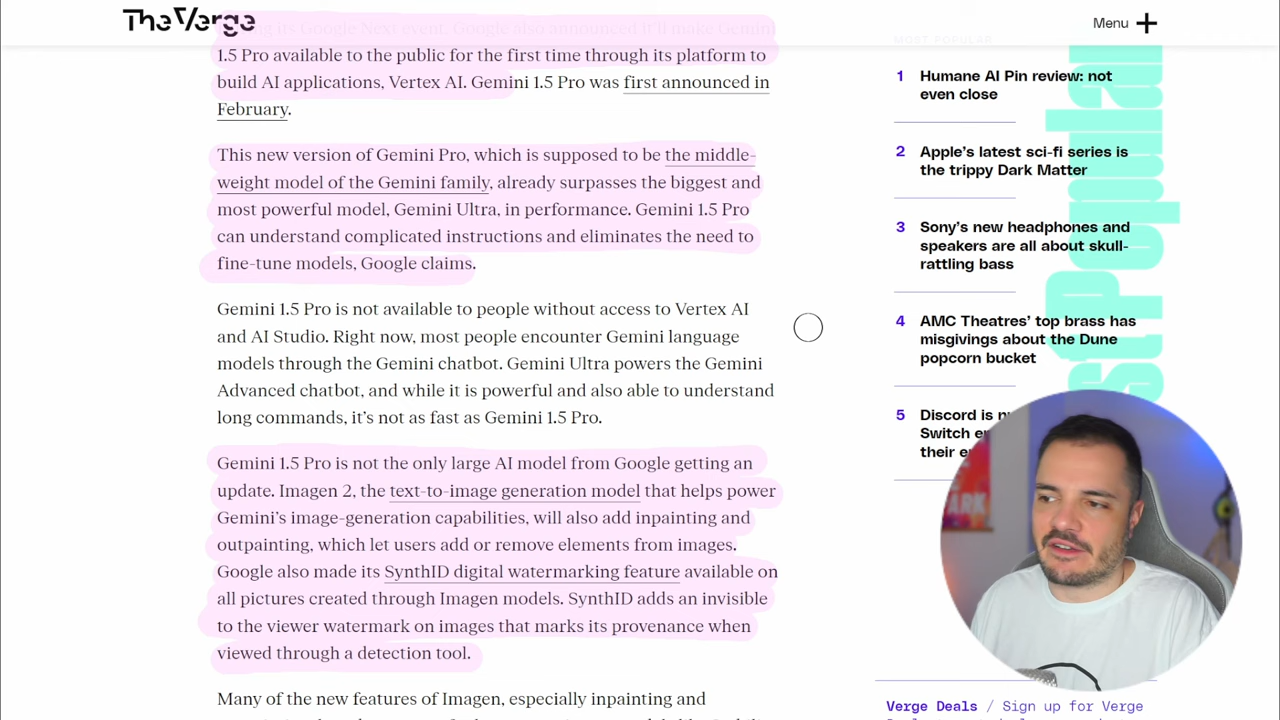 The Verge
Menu
its Google Next event, Google also announced it'll make Gemini
1.5 Pro available to the public for the first time through its platform to
build AI applications, Vertex AI. Gemini 1.5 Pro was first announced in
February.
This new version of Gemini Pro, which is supposed to be the middle-
weight model of the Gemini family, already surpasses the biggest and
most powerful model, Gemini Ultra, in performance. Gemini 1.5 Pro
can understand complicated instructions and eliminates the need to
fine-tune models, Google claims.
Gemini 1.5 Pro is not available to people without access to Vertex AI
and AI Studio. Right now, most people encounter Gemini language
models through the Gemini chatbot. Gemini Ultra powers the Gemini
Advanced chatbot, and while it is powerful and also able to understand
long commands, it's not as fast as Gemini 1.5 Pro.
Gemini 1.5 Pro is not the only large AI model from Google getting an
update. Imagen 2, the text-to-image generation model that helps power
Gemini's image-generation capabilities, will also add inpainting and
outpainting, which let users add or remove elements from images.
Google also made its SynthID digital watermarking feature available on
all pictures created through Imagen models. SynthID adds an invisible
to the viewer watermark on images that marks its provenance when
viewed through a detection tool.
Many of the new features of Imagen, especially inpainting and
MOST POPULAR
1 Humane AI Pin review: not
even close
2 Apple's latest sci-fi series is
the trippy Dark Matter
3 Sony's new headphones and
speakers are all about skull-
rattling bass
4 AMC Theatres' top brass has
misgivings about the Dune
popcorn bucket
5 Discord is
Switch
their
Verge Deals / Sign up for Verge